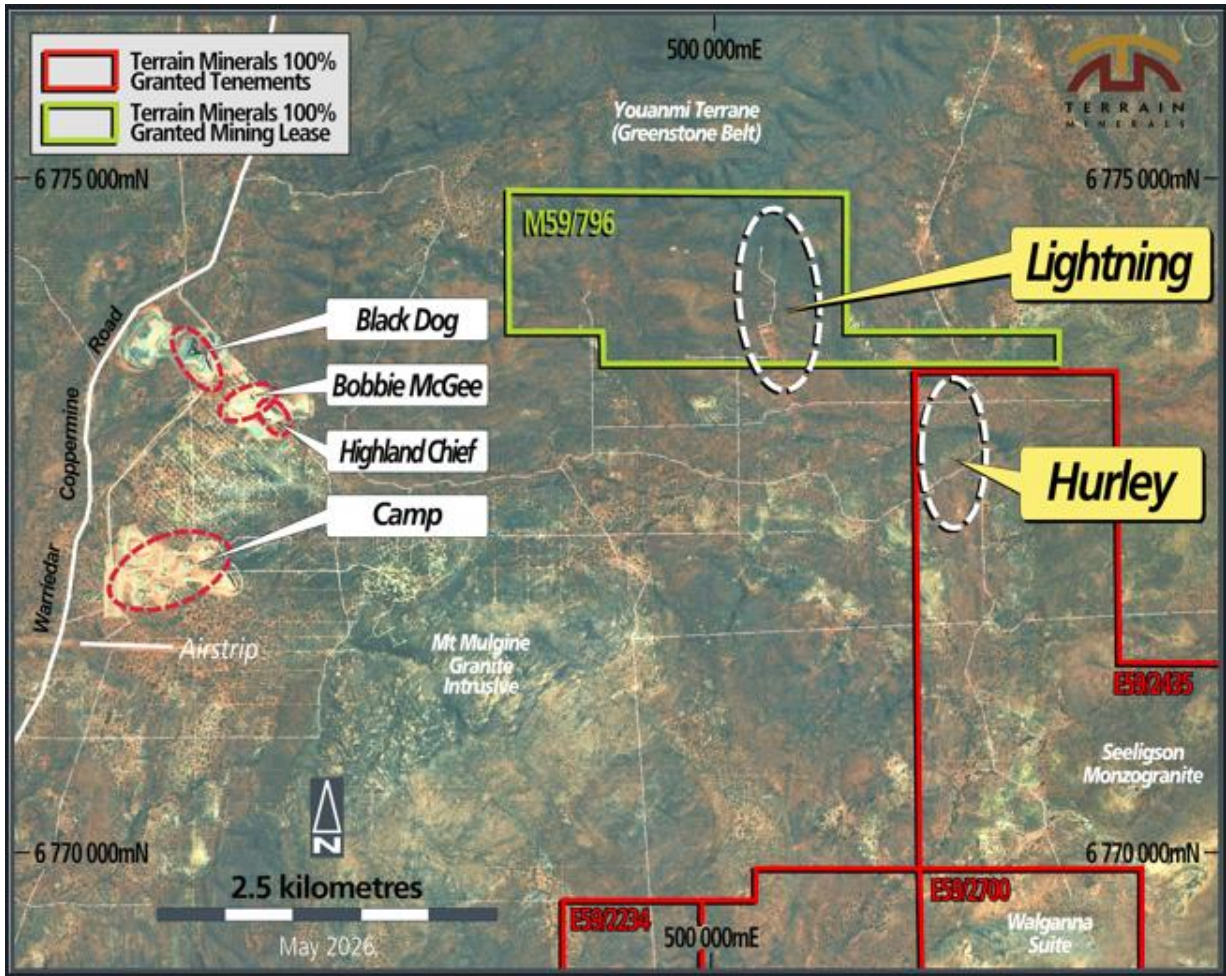 Terrain Minerals 100%
Granted Tenements
Terrain Minerals 100%
Granted Mining Lease
500 000mE
TERRAIN
MINERALS
Youanmi Terrane
(Greenstone Belt)
6 775 000mN
6 775 000mN
M59/796
Lightning
Black Dog
Bobbie McGee
Highland Chief
Camp
Hurley
Warriedar Coppermine Road
Airstrip
Mt Mulgine
Granite
Intrusive
E59/2435
Seeligson
Monzogranite
N
6 770 000mN
6 770 000mN
2.5 kilometres
May 2026
E59/2234
500 000mE
E59/2700
Walganna
Suite